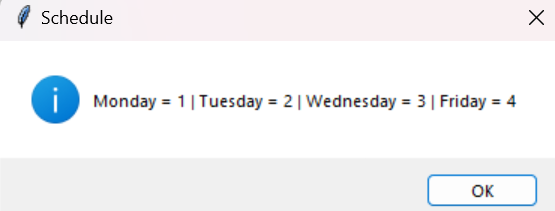 Schedule
Monday = 1 | Tuesday = 2 | Wednesday = 3 | Friday = 4
OK